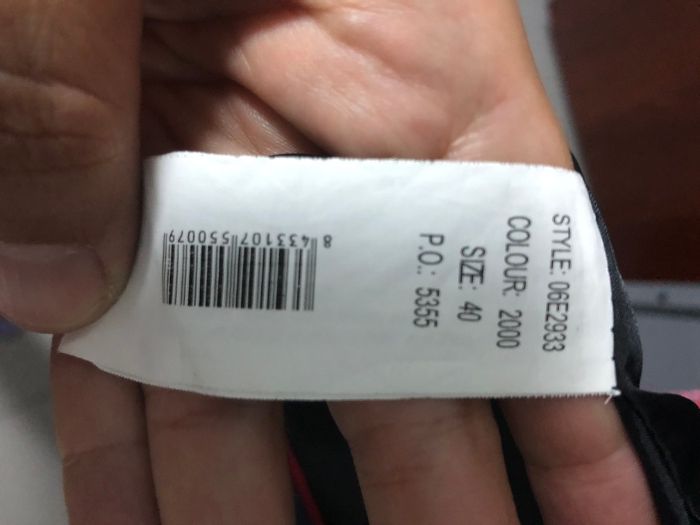 STYLE: 06E2933
COLOUR: 2000
SIZE: 40
P.O.: 5355
8 433107 550079